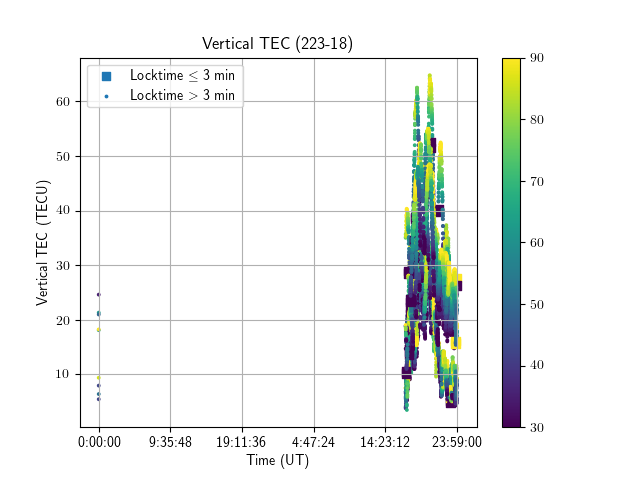 Vertical TEC (223-18)
Locktime ≤ 3 min
Locktime > 3 min
Vertical TEC (TECU)
60
50
40
30
20
10
0:00:00 9:35:48 19:11:36 4:47:24 14:23:12 23:59:00
Time (UT)
90
80
70
60
50
40
30